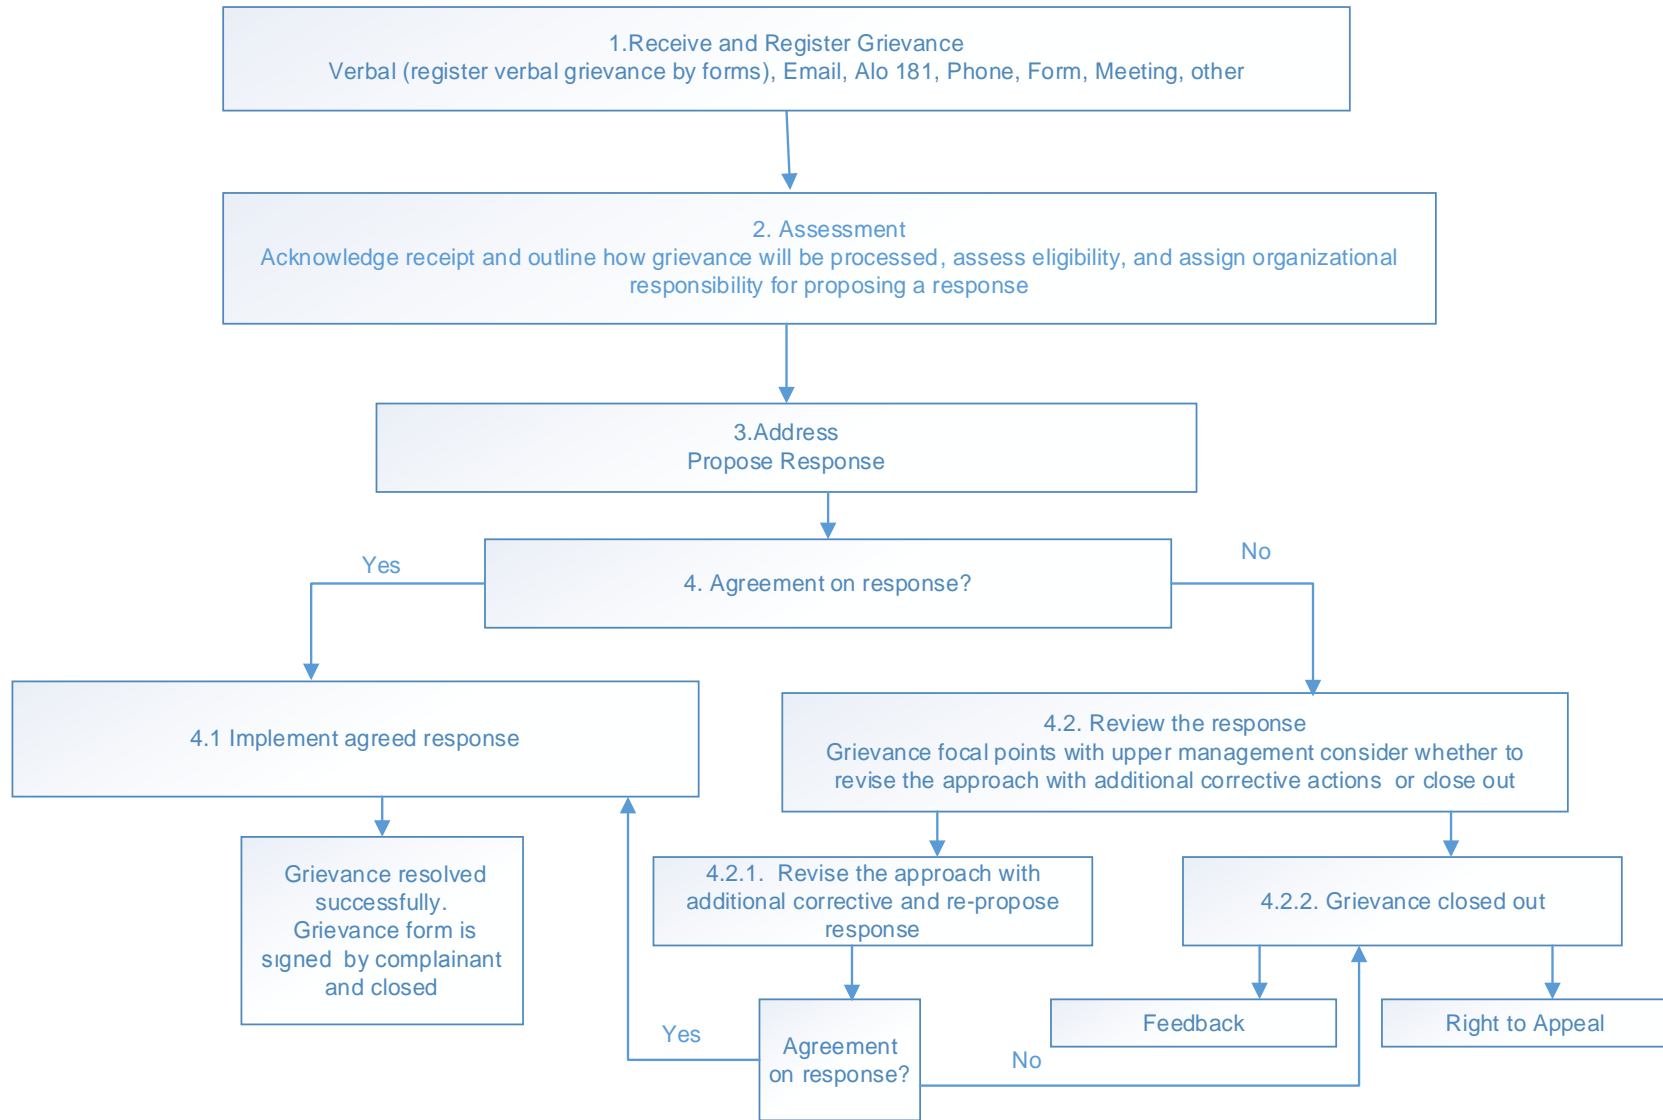 1.Receive and Register Grievance
Verbal (register verbal grievance by forms), Email, Alo 181, Phone, Form, Meeting, other
2. Assessment
Acknowledge receipt and outline how grievance will be processed, assess eligibility, and assign organizational
responsibility for proposing a response
3.Address
Propose Response
4. Agreement on response?
Yes
No
4.1 Implement agreed response
4.2. Review the response
Grievance focal points with upper management consider whether to
revise the approach with additional corrective actions  or close out
Grievance resolved
successfully.
Grievance form is
signed  by complainant
and closed
4.2.1.  Revise the approach with
additional corrective and re-propose
response
4.2.2. Grievance closed out
Agreement
on response?
Yes
No
Feedback
Right to Appeal